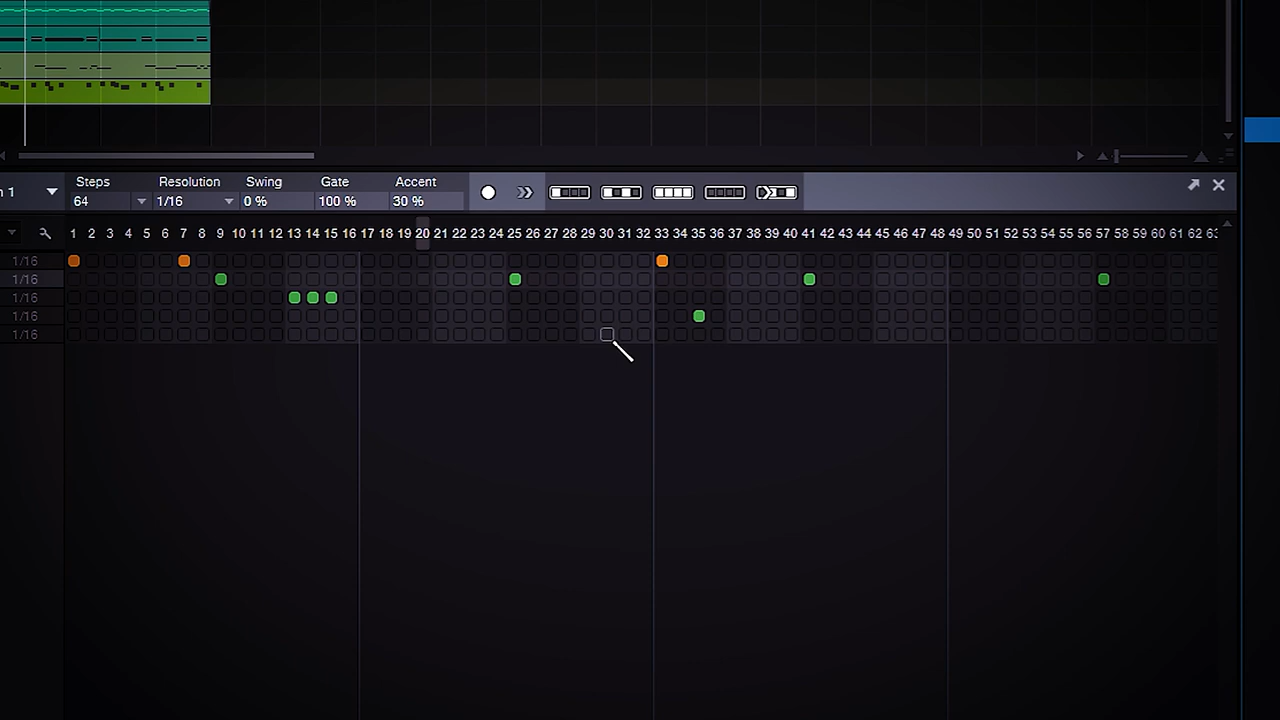 n 1
Steps Resolution Swing Gate Accent
64 1/16 0 % 100 % 30 %
1 2 3 4 5 6 7 8 9 10 11 12 13 14 15 16 17 18 19 20 21 22 23 24 25 26 27 28 29 30 31 32 33 34 35 36 37 38 39 40 41 42 43 44 45 46 47 48 49 50 51 52 53 54 55 56 57 58 59 60 61 62 63
1/16
1/16
1/16
1/16
1/16